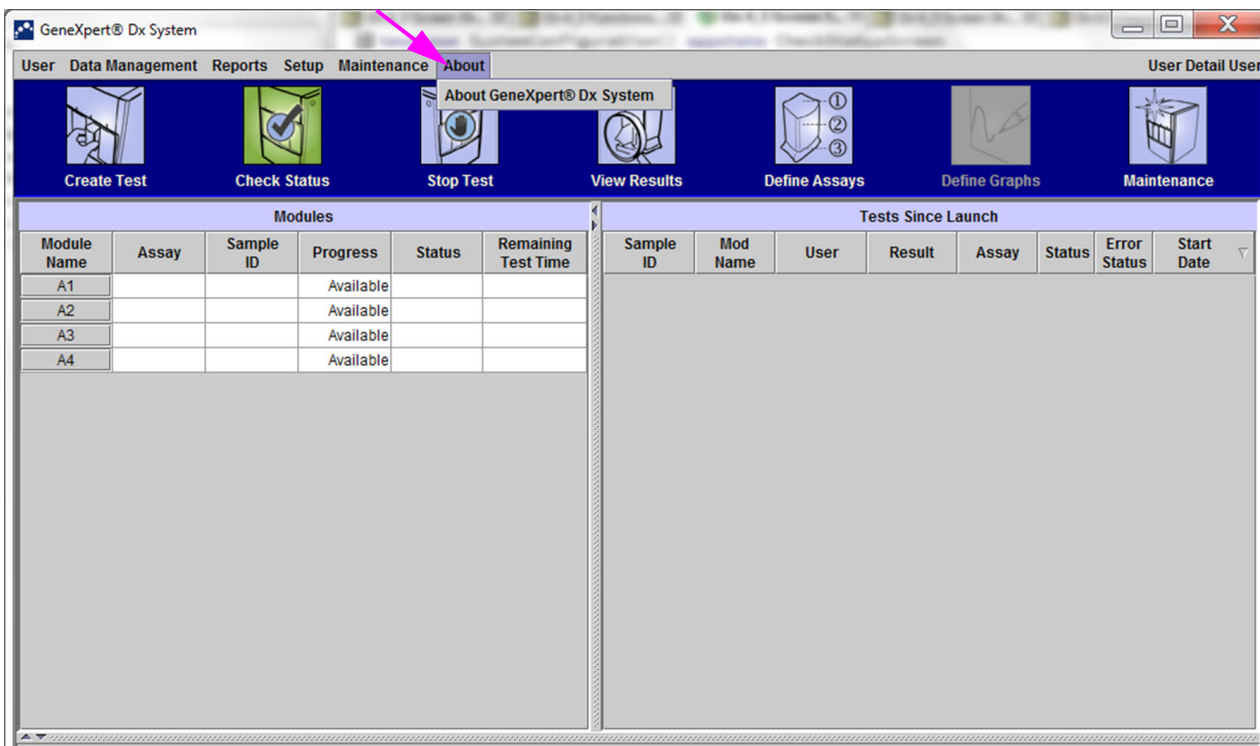 GeneXpert® Dx System
User Data Management Reports Setup Maintenance About User Detail User
About GeneXpert® Dx System
① ② ③
Create Test Check Status Stop Test View Results Define Assays Define Graphs Maintenance
Modules
Module Name Assay Sample ID Progress Status Remaining Test Time
A1 Available
A2 Available
A3 Available
A4 Available
Tests Since Launch
Sample ID Mod Name User Result Assay Status Error Status Start Date